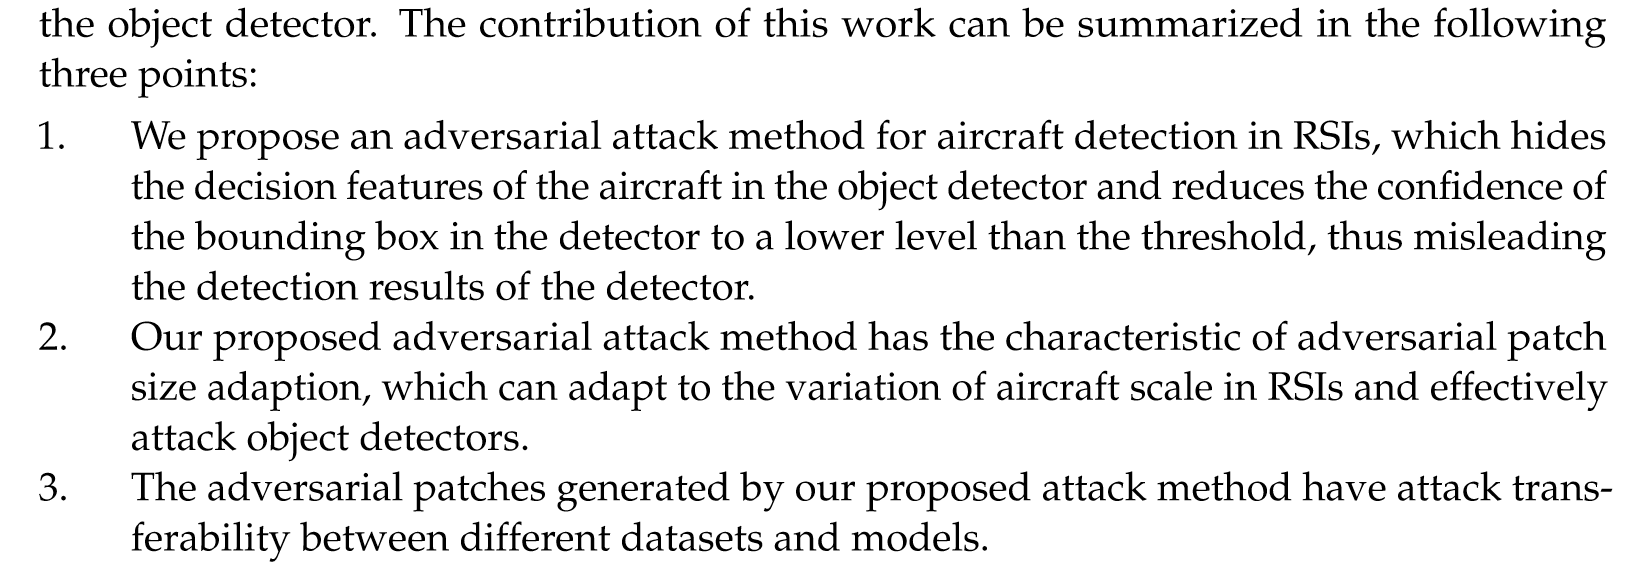 the object detector. The contribution of this work can be summarized in the following
three points:
1. We propose an adversarial attack method for aircraft detection in RSIs, which hides
the decision features of the aircraft in the object detector and reduces the confidence of
the bounding box in the detector to a lower level than the threshold, thus misleading
the detection results of the detector.
2. Our proposed adversarial attack method has the characteristic of adversarial patch
size adaption, which can adapt to the variation of aircraft scale in RSIs and effectively
attack object detectors.
3. The adversarial patches generated by our proposed attack method have attack trans-
ferability between different datasets and models.